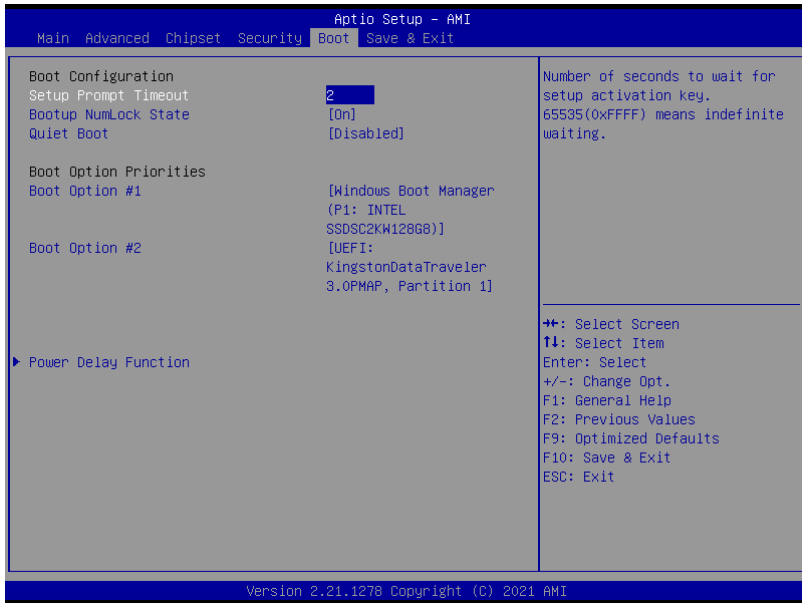 Aptio Setup – AMI
Main Advanced Chipset Security Boot Save & Exit
Boot Configuration
Setup Prompt Timeout 2
Bootup NumLock State [On]
Quiet Boot [Disabled]
Boot Option Priorities
Boot Option #1 [Windows Boot Manager
(P1: INTEL
SSDSC2KW128G8)]
Boot Option #2 [UEFI:
KingstonDataTraveler
3.0PMAP, Partition 1]
Power Delay Function
Number of seconds to wait for
setup activation key.
65535(0xFFFF) means indefinite
waiting.
→←: Select Screen
↑↓: Select Item
Enter: Select
+/-: Change Opt.
F1: General Help
F2: Previous Values
F9: Optimized Defaults
F10: Save & Exit
ESC: Exit
Version 2.21.1278 Copyright (C) 2021 AMI